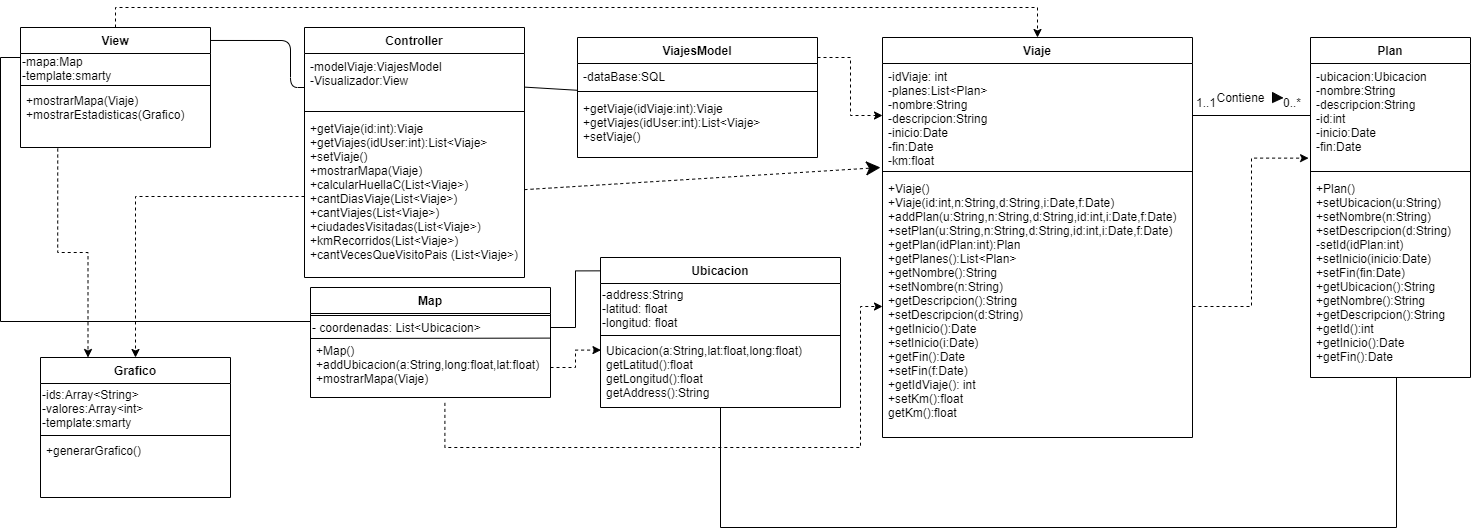 View
-mapa:Map
-template:smarty
+mostrarMapa(Viaje)
+mostrarEstadisticas(Grafico)
Controller
-modelViaje:ViajesModel
-Visualizador:View
+getViaje(id:int):Viaje
+getViajes(idUser:int):List<Viaje>
+setViaje()
+mostrarMapa(Viaje)
+calcularHuellaC(List<Viaje>)
+cantDiasViaje(List<Viaje>)
+cantViajes(List<Viaje>)
+ciudadesVisitadas(List<Viaje>)
+kmRecorridos(List<Viaje>)
+cantVecesQueVisitoPais (List<Viaje>)
ViajesModel
-dataBase:SQL
+getViaje(idViaje:int):Viaje
+getViajes(idUser:int):List<Viaje>
+setViaje()
Viaje
-idViaje: int
-planes:List<Plan>
-nombre:String
-descripcion:String
-inicio:Date
-fin:Date
-km:float
+Viaje()
+Viaje(id:int,n:String,d:String,i:Date,f:Date)
+addPlan(u:String,n:String,d:String,id:int,i:Date,f:Date)
+setPlan(u:String,n:String,d:String,id:int,i:Date,f:Date)
+getPlan(idPlan:int):Plan
+getPlanes():List<Plan>
+getNombre():String
+setNombre(n:String)
+getDescripcion():String
+setDescripcion(d:String)
+getInicio():Date
+setInicio(i:Date)
+getFin():Date
+setFin(f:Date)
+getIdViaje(): int
+setKm():float
getKm():float
1..1
Contiene
0..*
Plan
-ubicacion:Ubicacion
-nombre:String
-descripcion:String
-id:int
-inicio:Date
-fin:Date
+Plan()
+setUbicacion(u:String)
+setNombre(n:String)
+setDescripcion(d:String)
-setId(idPlan:int)
+setInicio(inicio:Date)
+setFin(fin:Date)
+getUbicacion():String
+getNombre():String
+getDescripcion():String
+getId():int
+getInicio():Date
+getFin():Date
Map
- coordenadas: List<Ubicacion>
+Map()
+addUbicacion(a:String,long:float,lat:float)
+mostrarMapa(Viaje)
Ubicacion
-address:String
-latitud: float
-longitud: float
Ubicacion(a:String,lat:float,long:float)
getLatitud():float
getLongitud():float
getAddress():String
Grafico
-ids:Array<String>
-valores:Array<int>
-template:smarty
+generarGrafico()